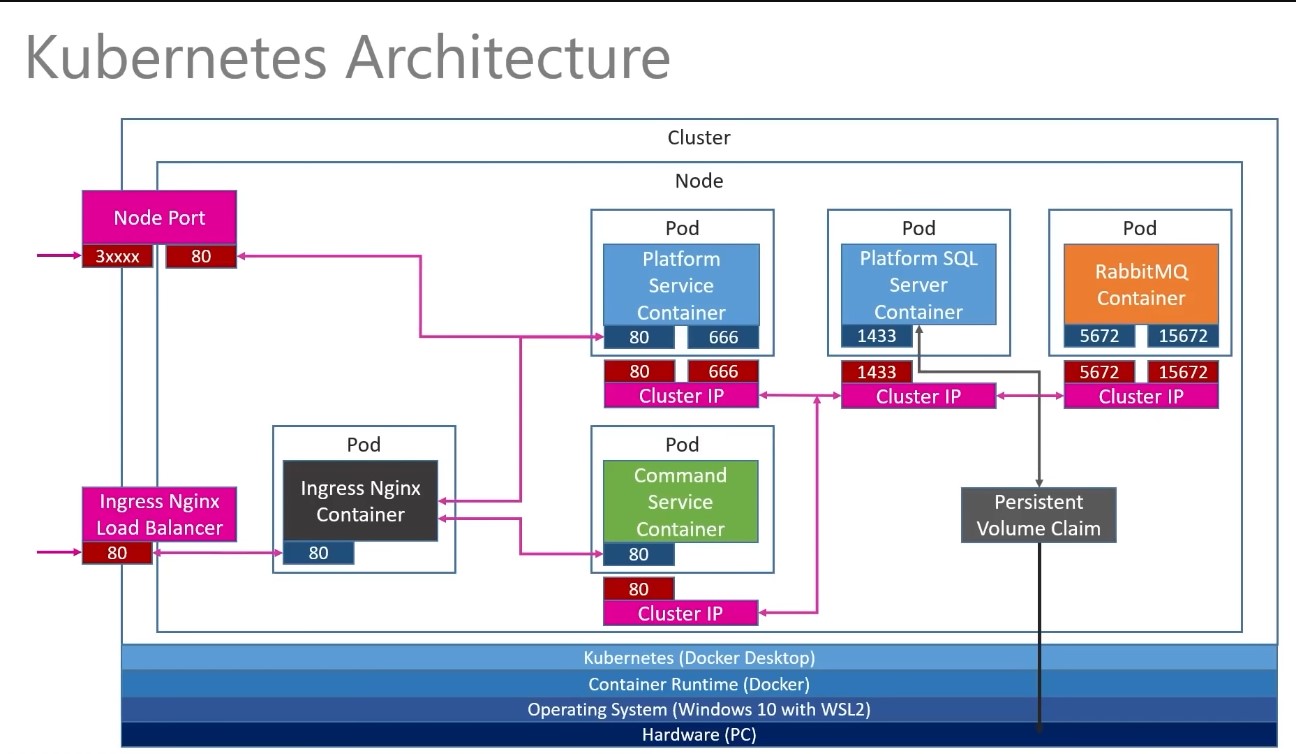 Kubernetes Architecture
Cluster
Node
Node Port
3xxxx
80
Pod
Platform
Service
Container
80
666
80
666
Cluster IP
Pod
Platform SQL
Server
Container
1433
1433
Cluster IP
Pod
RabbitMQ
Container
5672
15672
5672
15672
Cluster IP
Ingress Nginx
Load Balancer
80
Pod
Ingress Nginx
Container
80
Pod
Command
Service
Container
80
80
Cluster IP
Persistent
Volume Claim
Kubernetes (Docker Desktop)
Container Runtime (Docker)
Operating System (Windows 10 with WSL2)
Hardware (PC)